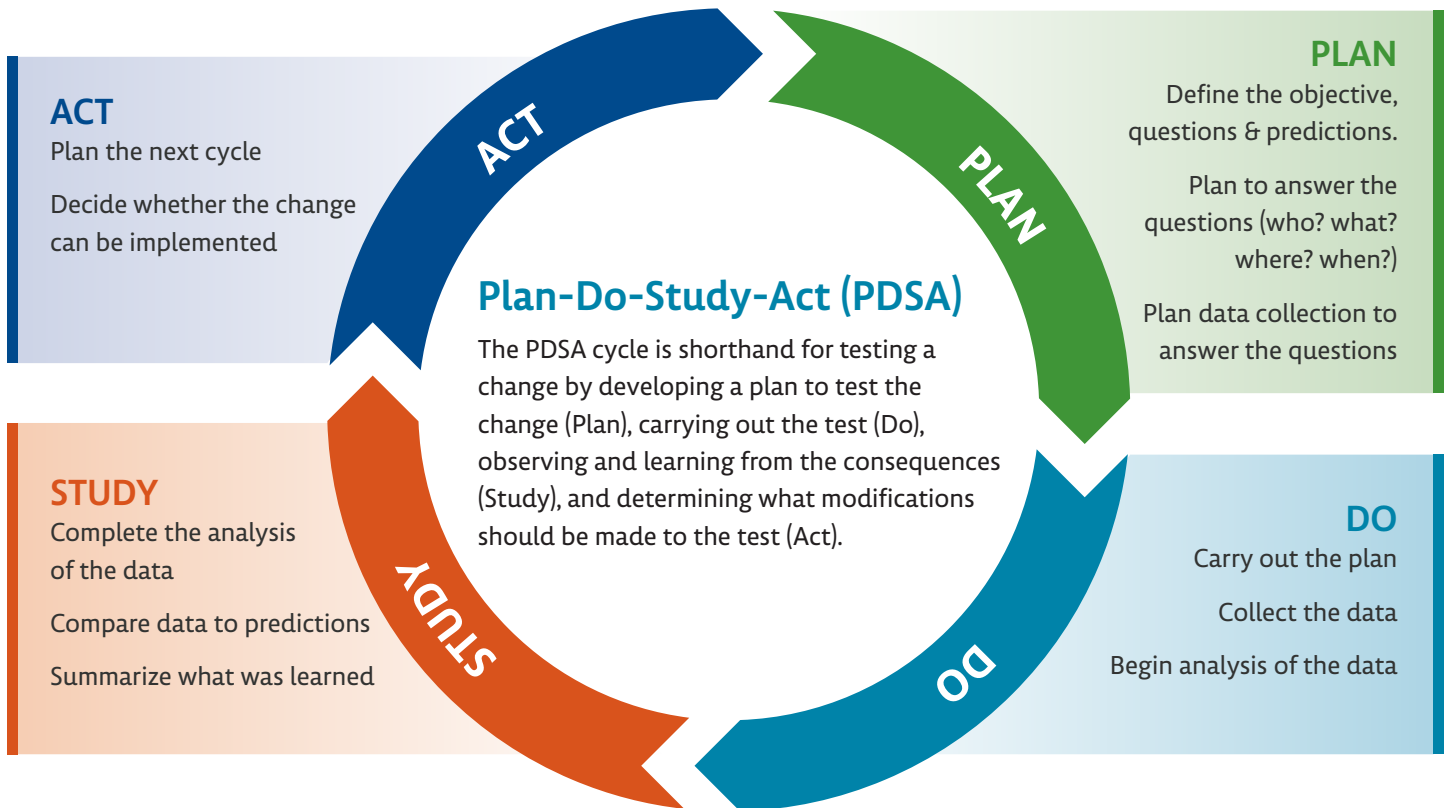 ACT
Plan the next cycle
Decide whether the change
can be implemented
ACT
PLAN
PLAN
Define the objective,
questions & predictions.
Plan to answer the
questions (who? what?
where? when?)
Plan data collection to
answer the questions
Plan-Do-Study-Act (PDSA)
The PDSA cycle is shorthand for testing a
change by developing a plan to test the
change (Plan), carrying out the test (Do),
observing and learning from the consequences
(Study), and determining what modifications
should be made to the test (Act).
STUDY
Complete the analysis
of the data
Compare data to predictions
Summarize what was learned
STUDY
DO
DO
Carry out the plan
Collect the data
Begin analysis of the data